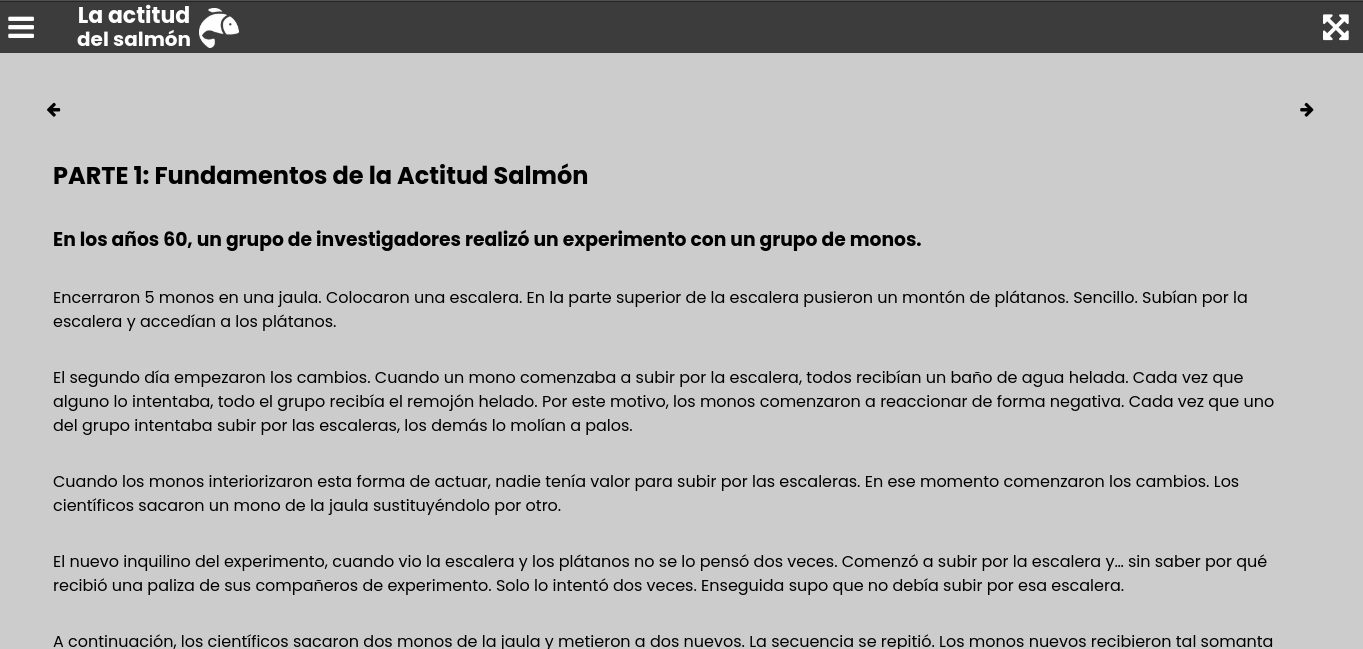 La actitud
del salmón
PARTE 1: Fundamentos de la Actitud Salmón
En los años 60, un grupo de investigadores realizó un experimento con un grupo de monos.
Encerraron 5 monos en una jaula. Colocaron una escalera. En la parte superior de la escalera pusieron un montón de plátanos. Sencillo. Subían por la
escalera y accedían a los plátanos.
El segundo día empezaron los cambios. Cuando un mono comenzaba a subir por la escalera, todos recibían un baño de agua helada. Cada vez que
alguno lo intentaba, todo el grupo recibía el remojón helado. Por este motivo, los monos comenzaron a reaccionar de forma negativa. Cada vez que uno
del grupo intentaba subir por las escaleras, los demás lo molían a palos.
Cuando los monos interiorizaron esta forma de actuar, nadie tenía valor para subir por las escaleras. En ese momento comenzaron los cambios. Los
científicos sacaron un mono de la jaula sustituyéndolo por otro.
El nuevo inquilino del experimento, cuando vio la escalera y los plátanos no se lo pensó dos veces. Comenzó a subir por la escalera y... sin saber por qué
recibió una paliza de sus compañeros de experimento. Solo lo intentó dos veces. Enseguida supo que no debía subir por esa escalera.
A continuación, los científicos sacaron dos monos de la jaula y metieron a dos nuevos. La secuencia se repitió. Los monos nuevos recibieron tal somanta